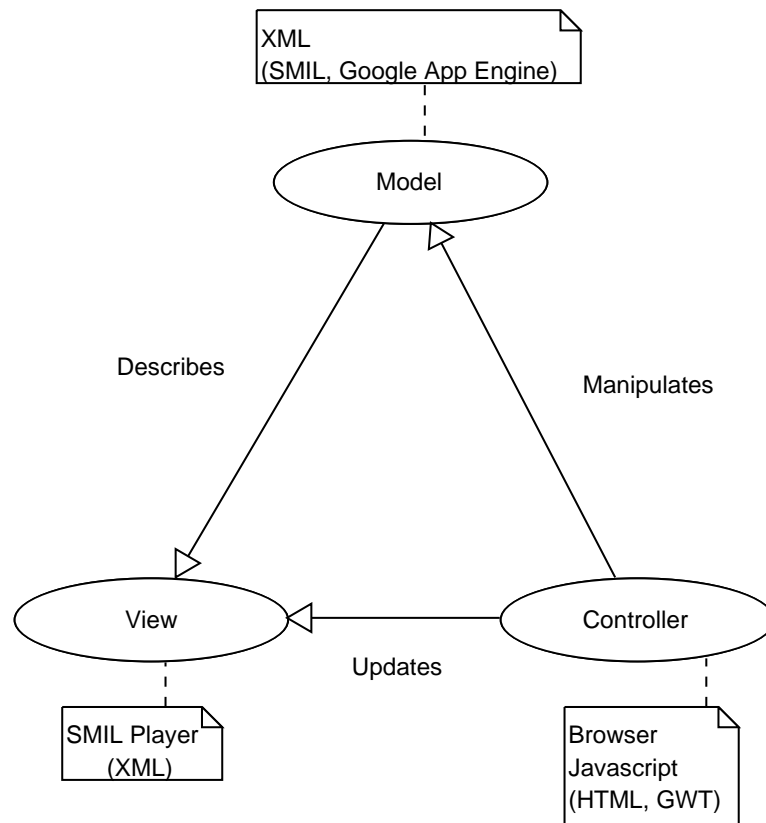 XML
(SMIL, Google App Engine)
Model
Describes
Manipulates
View
Controller
Updates
SMIL Player
(XML)
Browser
Javascript
(HTML, GWT)